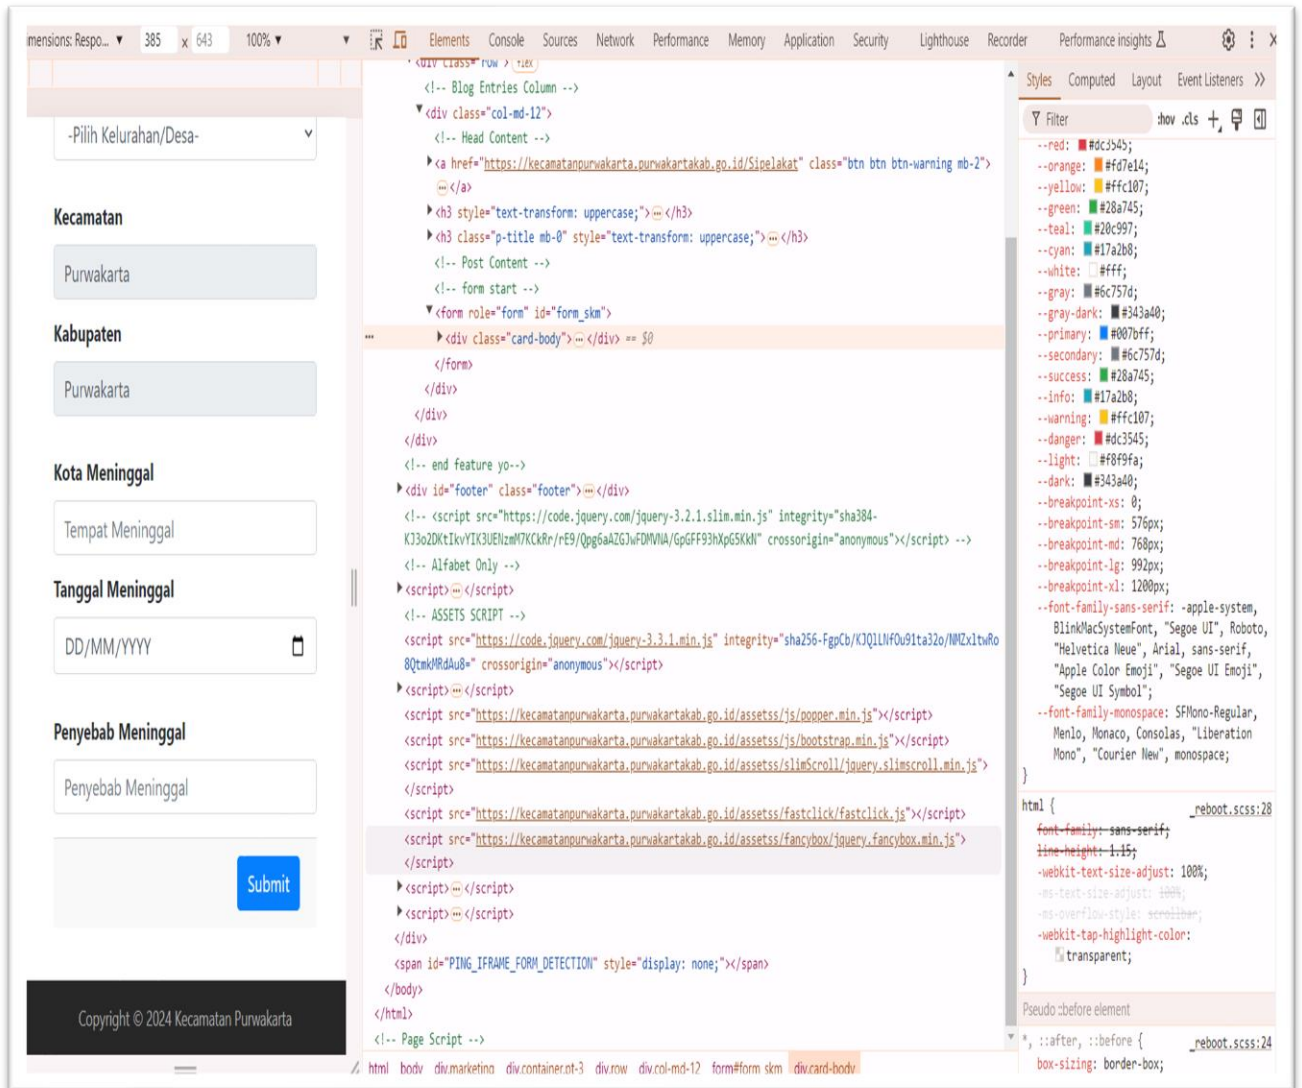 mensions: Respo... ▼ 385 x 643 100% ▼ ▼
Elements Console Sources Network Performance Memory Application Security Lighthouse Recorder Performance insights
-Pilih Kelurahan/Desa-
Kecamatan
Purwakarta
Kabupaten
Purwakarta
Kota Meninggal
Tempat Meninggal
Tanggal Meninggal
DD/MM/YYYY
Penyebab Meninggal
Penyebab Meninggal
Submit
Copyright © 2024 Kecamatan Purwakarta
<div class="row"> flex
<!-- Blog Entries Column -->
<div class="col-md-12">
<!-- Head Content -->
<a href="https://kecamatanpurwakarta.purwakartakab.go.id/Sipelakat" class="btn btn btn-warning mb-2">
… </a>
<h3 style="text-transform: uppercase;"> … </h3>
<h3 class="p-title mb-0" style="text-transform: uppercase;"> … </h3>
<!-- Post Content -->
<!-- form start -->
<form role="form" id="form_skm">
… <div class="card-body"> … </div> == $0
</form>
</div>
</div>
</div>
<!-- end feature yo-->
<div id="footer" class="footer"> … </div>
<!-- <script src="https://code.jquery.com/jquery-3.2.1.slim.min.js" integrity="sha384-
KJ3o2DKtIkvYIK3UENzmM7KCkRr/rE9/Qpg6aAZGJwFDMVNA/GpGFF93hXpG5KkN" crossorigin="anonymous"></script> -->
<!-- Alfabet Only -->
<script> … </script>
<!-- ASSETS SCRIPT -->
<script src="https://code.jquery.com/jquery-3.3.1.min.js" integrity="sha256-FgpCb/KJQlLNfOu91ta32o/NMZxltwRo
8QtmkMRdAu8=" crossorigin="anonymous"></script>
<script> … </script>
<script src="https://kecamatanpurwakarta.purwakartakab.go.id/assetss/js/popper.min.js"></script>
<script src="https://kecamatanpurwakarta.purwakartakab.go.id/assetss/js/bootstrap.min.js"></script>
<script src="https://kecamatanpurwakarta.purwakartakab.go.id/assetss/slimScroll/jquery.slimscroll.min.js">
</script>
<script src="https://kecamatanpurwakarta.purwakartakab.go.id/assetss/fastclick/fastclick.js"></script>
<script src="https://kecamatanpurwakarta.purwakartakab.go.id/assetss/fancybox/jquery.fancybox.min.js">
</script>
<script> … </script>
<script> … </script>
</div>
<span id="PING_IFRAME_FORM_DETECTION" style="display: none;"></span>
</body>
</html>
<!-- Page Script -->
html body div.marketing div.container.pt-3 div.row div.col-md-12 form#form_skm div.card-body
Styles Computed Layout Event Listeners
Filter :hov .cls
--red: #dc3545;
--orange: #fd7e14;
--yellow: #ffc107;
--green: #28a745;
--teal: #20c997;
--cyan: #17a2b8;
--white: #fff;
--gray: #6c757d;
--gray-dark: #343a40;
--primary: #007bff;
--secondary: #6c757d;
--success: #28a745;
--info: #17a2b8;
--warning: #ffc107;
--danger: #dc3545;
--light: #f8f9fa;
--dark: #343a40;
--breakpoint-xs: 0;
--breakpoint-sm: 576px;
--breakpoint-md: 768px;
--breakpoint-lg: 992px;
--breakpoint-xl: 1200px;
--font-family-sans-serif: -apple-system,
BlinkMacSystemFont, "Segoe UI", Roboto,
"Helvetica Neue", Arial, sans-serif,
"Apple Color Emoji", "Segoe UI Emoji",
"Segoe UI Symbol";
--font-family-monospace: SFMono-Regular,
Menlo, Monaco, Consolas, "Liberation
Mono", "Courier New", monospace;
}
html { _reboot.scss:28
font-family: sans-serif;
line-height: 1.15;
-webkit-text-size-adjust: 100%;
-ms-text-size-adjust: 100%;
-ms-overflow-style: scrollbar;
-webkit-tap-highlight-color:
transparent;
}
Pseudo ::before element
*, ::after, ::before { _reboot.scss:24
box-sizing: border-box;